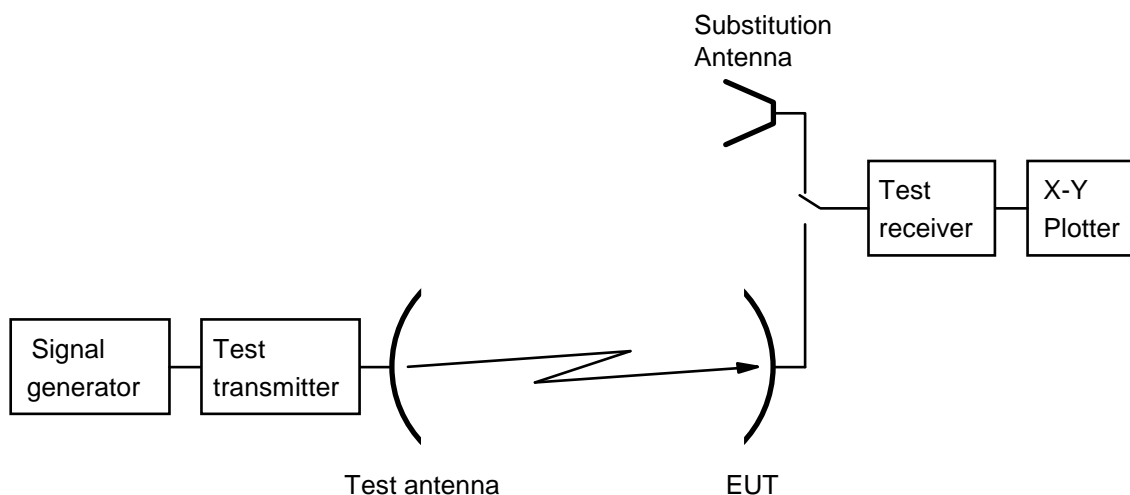 Substitution
Antenna
Test
receiver
X-Y
Plotter
Signal
generator
Test
transmitter
Test antenna
EUT